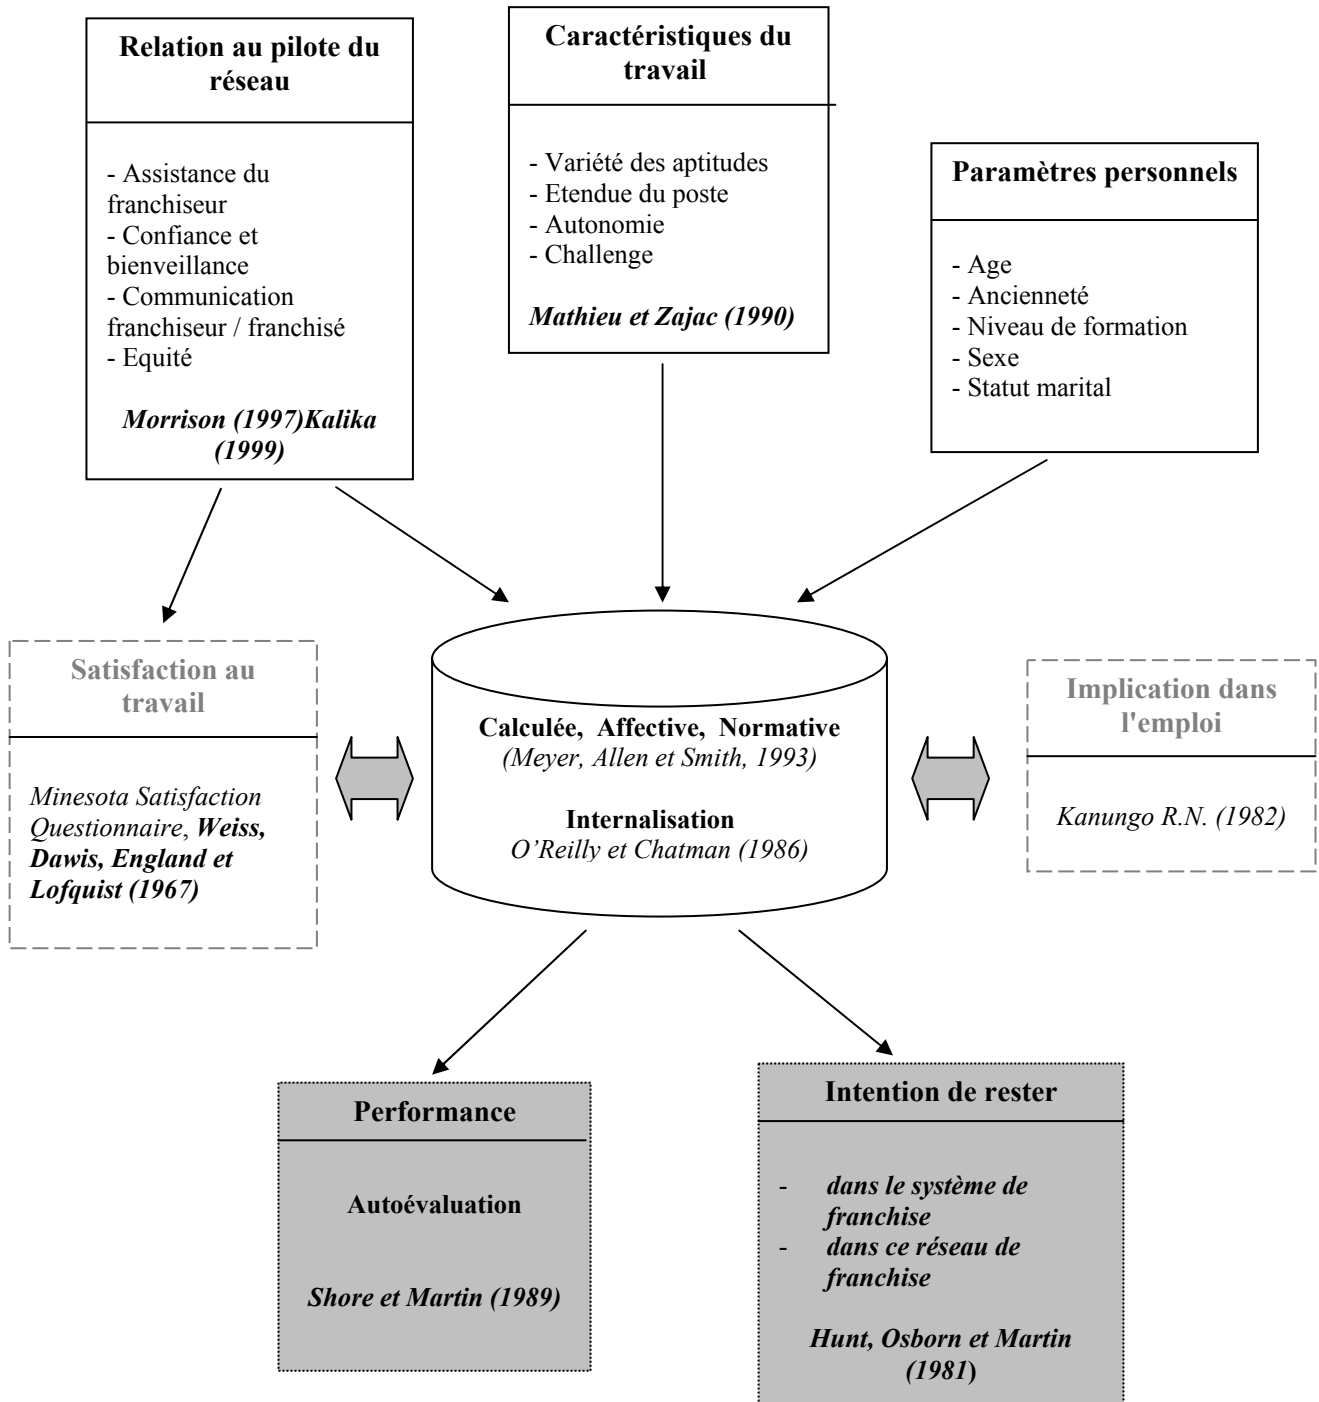 Relation au pilote du
réseau
- Assistance du
franchiseur
- Confiance et
bienveillance
- Communication
franchiseur / franchisé
- Equité
Morrison (1997)Kalika
(1999)
Caractéristiques du
travail
- Variété des aptitudes
- Etendue du poste
- Autonomie
- Challenge
Mathieu et Zajac (1990)
Paramètres personnels
- Age
- Ancienneté
- Niveau de formation
- Sexe
- Statut marital
Satisfaction au
travail
Minesota Satisfaction
Questionnaire, Weiss,
Dawis, England et
Lofquist (1967)
Calculée, Affective, Normative
(Meyer, Allen et Smith, 1993)
Internalisation
O’Reilly et Chatman (1986)
Implication dans
l'emploi
Kanungo R.N. (1982)
Performance
Autoévaluation
Shore et Martin (1989)
Intention de rester
- dans le système de
franchise
- dans ce réseau de
franchise
Hunt, Osborn et Martin
(1981)